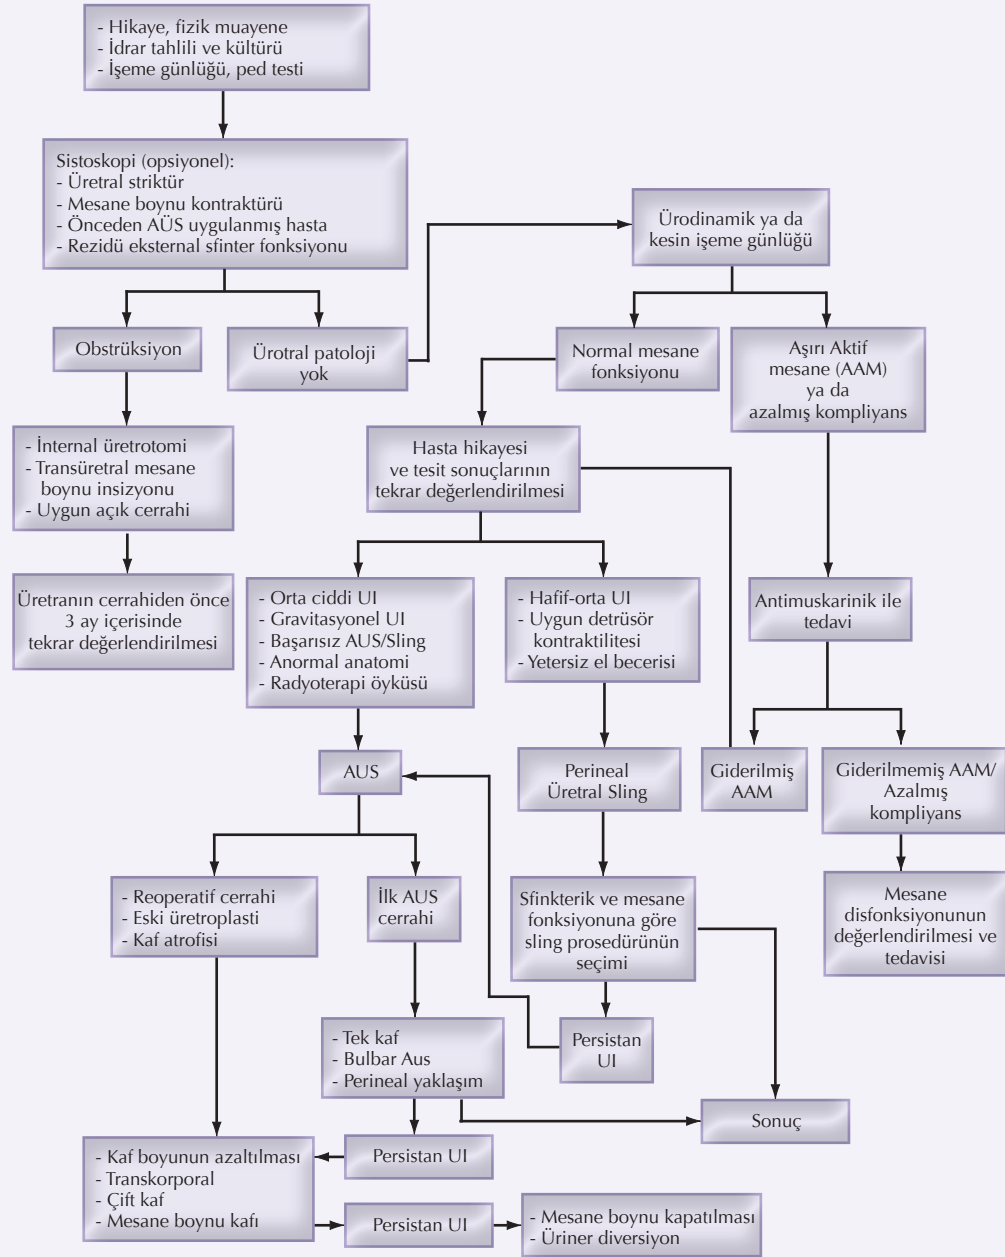 - Hikaye, fizik muayene
- İdrar tahlili ve kültürü
- İşeme günlüğü, ped testi
Sistoskopi (opsiyonel):
- Üretral striktür
- Mesane boynu kontraktürü
- Önceden AÜS uygulanmış hasta
- Rezidü eksternal sfinter fonksiyonu
Ürodinamik ya da
kesin işeme günlüğü
Obstrüksiyon
Ürotral patoloji
yok
Normal mesane
fonksiyonu
Aşırı Aktif
mesane (AAM)
ya da
azalmış kompliyans
- İnternal üretrotomi
- Transüretral mesane
boynu insizyonu
- Uygun açık cerrahi
Hasta hikayesi
ve tesit sonuçlarının
tekrar değerlendirilmesi
Üretranın cerrahiden önce
3 ay içerisinde
tekrar değerlendirilmesi
- Orta ciddi UI
- Gravitasyonel UI
- Başarısız AUS/Sling
- Anormal anatomi
- Radyoterapi öyküsü
- Hafif-orta UI
- Uygun detrüsör
kontraktilitesi
- Yetersiz el becerisi
Antimuskarinik ile
tedavi
AUS
Perineal
Üretral Sling
Giderilmiş
AAM
Giderilmemiş AAM/
Azalmış
kompliyans
- Reoperatif cerrahi
- Eski üretroplasti
- Kaf atrofisi
İlk AUS
cerrahi
Sfinkterik ve mesane
fonksiyonuna göre
sling prosedürünün
seçimi
Mesane
disfonksiyonunun
değerlendirilmesi ve
tedavisi
- Tek kaf
- Bulbar Aus
- Perineal yaklaşım
Persistan
UI
Sonuç
- Kaf boyunun azaltılması
- Transkorporal
- Çift kaf
- Mesane boynu kafı
Persistan UI
Persistan UI
- Mesane boynu kapatılması
- Üriner diversiyon